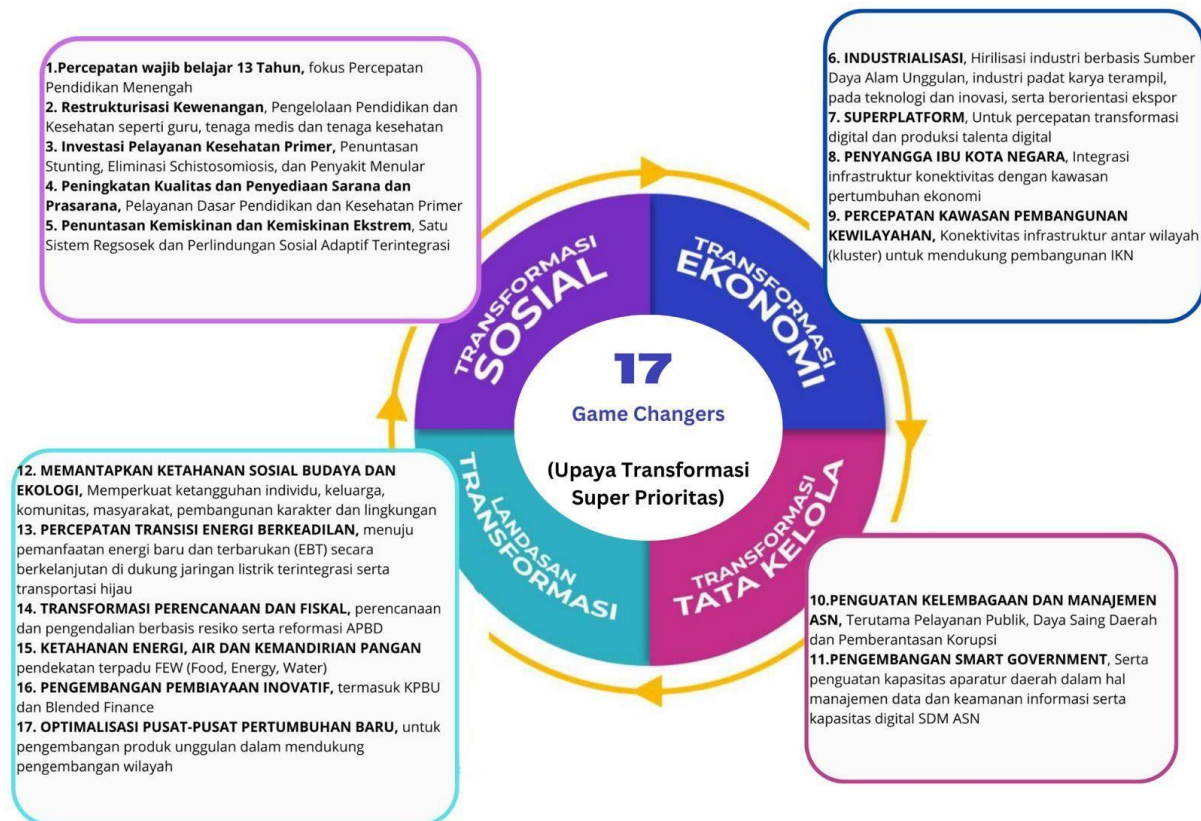 1.Percepatan wajib belajar 13 Tahun, fokus Percepatan
Pendidikan Menengah
2. Restrukturisasi Kewenangan, Pengelolaan Pendidikan dan
Kesehatan seperti guru, tenaga medis dan tenaga kesehatan
3. Investasi Pelayanan Kesehatan Primer, Penuntasan
Stunting, Eliminasi Schistosomiosis, dan Penyakit Menular
4. Peningkatan Kualitas dan Penyediaan Sarana dan
Prasarana, Pelayanan Dasar Pendidikan dan Kesehatan Primer
5. Penuntasan Kemiskinan dan Kemiskinan Ekstrem, Satu
Sistem Regsosek dan Perlindungan Sosial Adaptif Terintegrasi
6. INDUSTRIALISASI, Hirilisasi industri berbasis Sumber
Daya Alam Unggulan, industri padat karya terampil,
pada teknologi dan inovasi, serta berorientasi ekspor
7. SUPERPLATFORM, Untuk percepatan transformasi
digital dan produksi talenta digital
8. PENYANGGA IBU KOTA NEGARA, Integrasi
infrastruktur konektivitas dengan kawasan
pertumbuhan ekonomi
9. PERCEPATAN KAWASAN PEMBANGUNAN
KEWILAYAHAN, Konektivitas infrastruktur antar wilayah
(kluster) untuk mendukung pembangunan IKN
TRANSFORMASI
SOSIAL
TRANSFORMASI
EKONOMI
17
Game Changers
(Upaya Transformasi
Super Prioritas)
LANDASAN
TRANSFORMASI
TRANSFORMASI
TATA KELOLA
12. MEMANTAPKAN KETAHANAN SOSIAL BUDAYA DAN
EKOLOGI, Memperkuat ketangguhan individu, keluarga,
komunitas, masyarakat, pembangunan karakter dan lingkungan
13. PERCEPATAN TRANSISI ENERGI BERKEADILAN, menuju
pemanfaatan energi baru dan terbarukan (EBT) secara
berkelanjutan di dukung jaringan listrik terintegrasi serta
transportasi hijau
14. TRANSFORMASI PERENCANAAN DAN FISKAL, perencanaan
dan pengendalian berbasis resiko serta reformasi APBD
15. KETAHANAN ENERGI, AIR DAN KEMANDIRIAN PANGAN
pendekatan terpadu FEW (Food, Energy, Water)
16. PENGEMBANGAN PEMBIAYAAN INOVATIF, termasuk KPBU
dan Blended Finance
17. OPTIMALISASI PUSAT-PUSAT PERTUMBUHAN BARU, untuk
pengembangan produk unggulan dalam mendukung
pengembangan wilayah
10.PENGUATAN KELEMBAGAAN DAN MANAJEMEN
ASN, Terutama Pelayanan Publik, Daya Saing Daerah
dan Pemberantasan Korupsi
11.PENGEMBANGAN SMART GOVERNMENT, Serta
penguatan kapasitas aparatur daerah dalam hal
manajemen data dan keamanan informasi serta
kapasitas digital SDM ASN